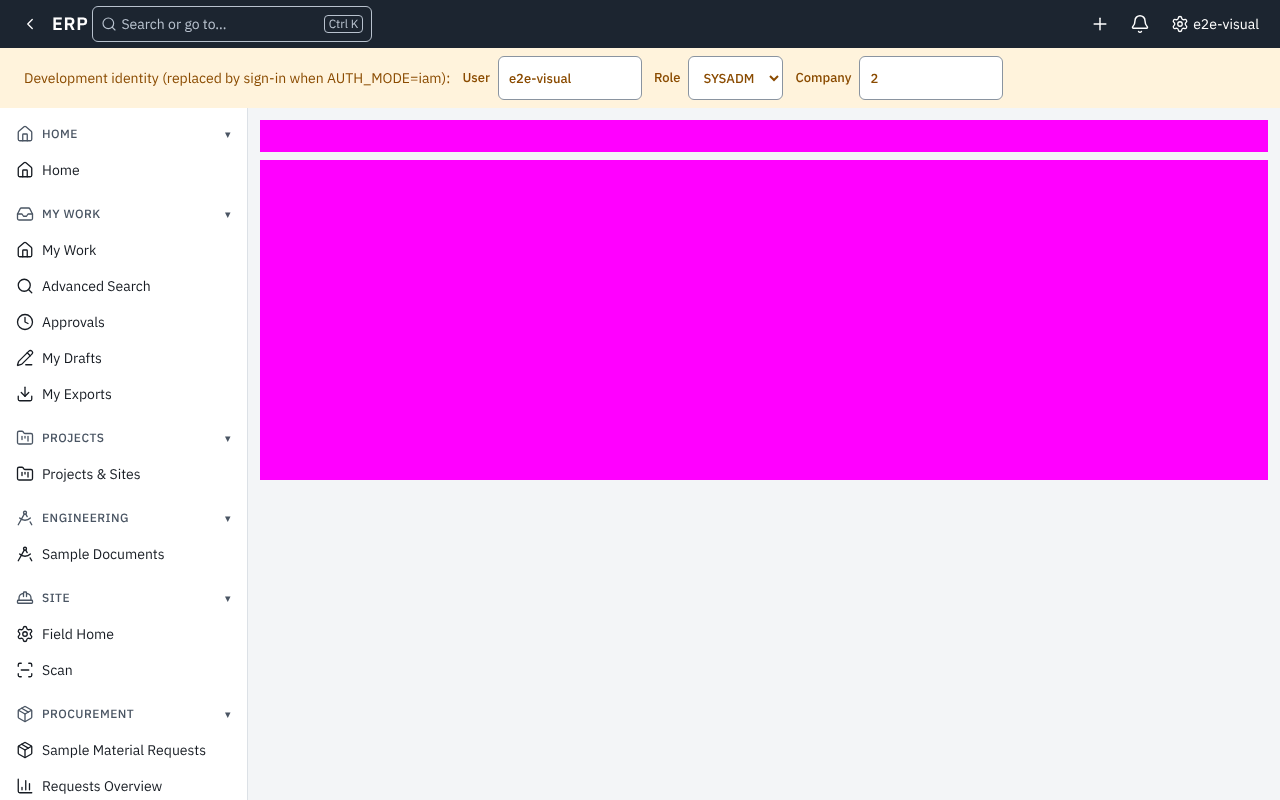 ERP
Search or go to...
Ctrl K
e2e-visual
Development identity (replaced by sign-in when AUTH_MODE=iam):
User
e2e-visual
Role
SYSADM
Company
2
HOME
Home
MY WORK
My Work
Advanced Search
Approvals
My Drafts
My Exports
PROJECTS
Projects & Sites
ENGINEERING
Sample Documents
SITE
Field Home
Scan
PROCUREMENT
Sample Material Requests
Requests Overview